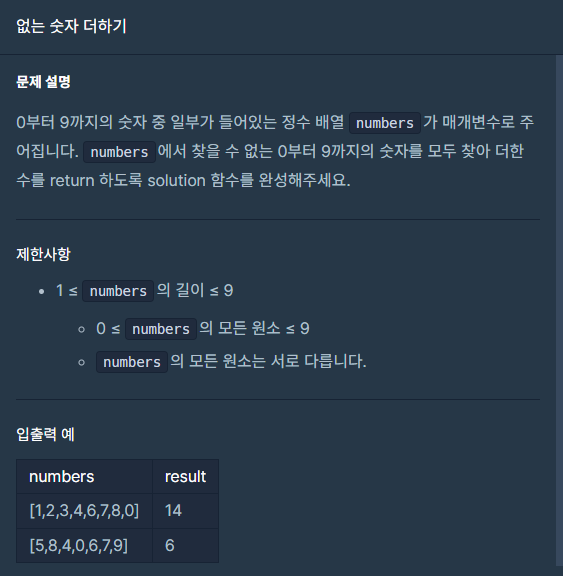 없는 숫자 더하기
문제 설명
0부터 9까지의 숫자 중 일부가 들어있는 정수 배열 numbers 가 매개변수로 주
어집니다. numbers 에서 찾을 수 없는 0부터 9까지의 숫자를 모두 찾아 더한
수를 return 하도록 solution 함수를 완성해주세요.
제한사항
• 1 ≤ numbers 의 길이 ≤ 9
◦ 0 ≤ numbers 의 모든 원소 ≤ 9
◦ numbers 의 모든 원소는 서로 다릅니다.
입출력 예
numbers result
[1,2,3,4,6,7,8,0] 14
[5,8,4,0,6,7,9] 6